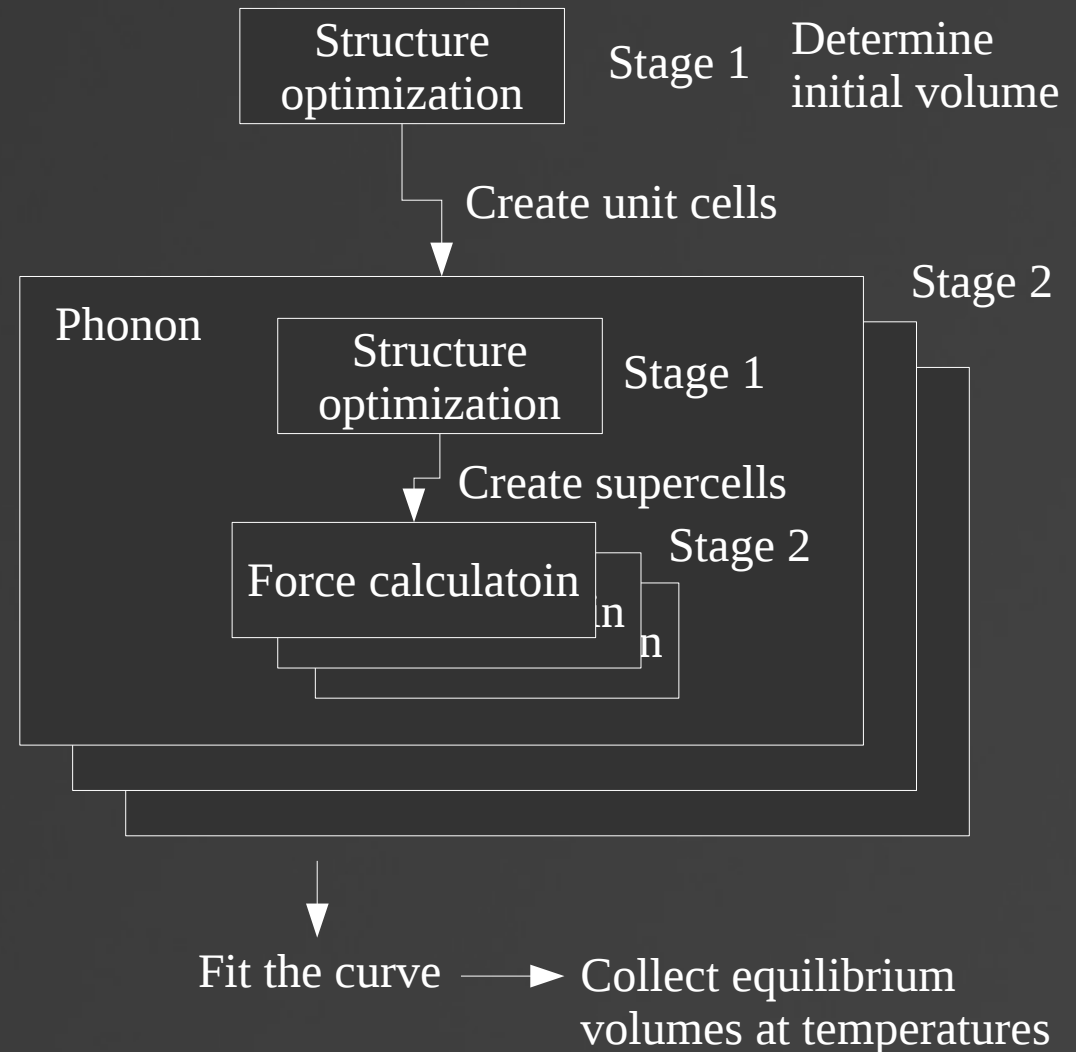 Structure
optimization
Stage 1
Determine
initial volume
Create unit cells
Stage 2
Phonon
Structure
optimization
Stage 1
Create supercells
Stage 2
Force calculatoin
in
n
Fit the curve
Collect equilibrium
volumes at temperatures